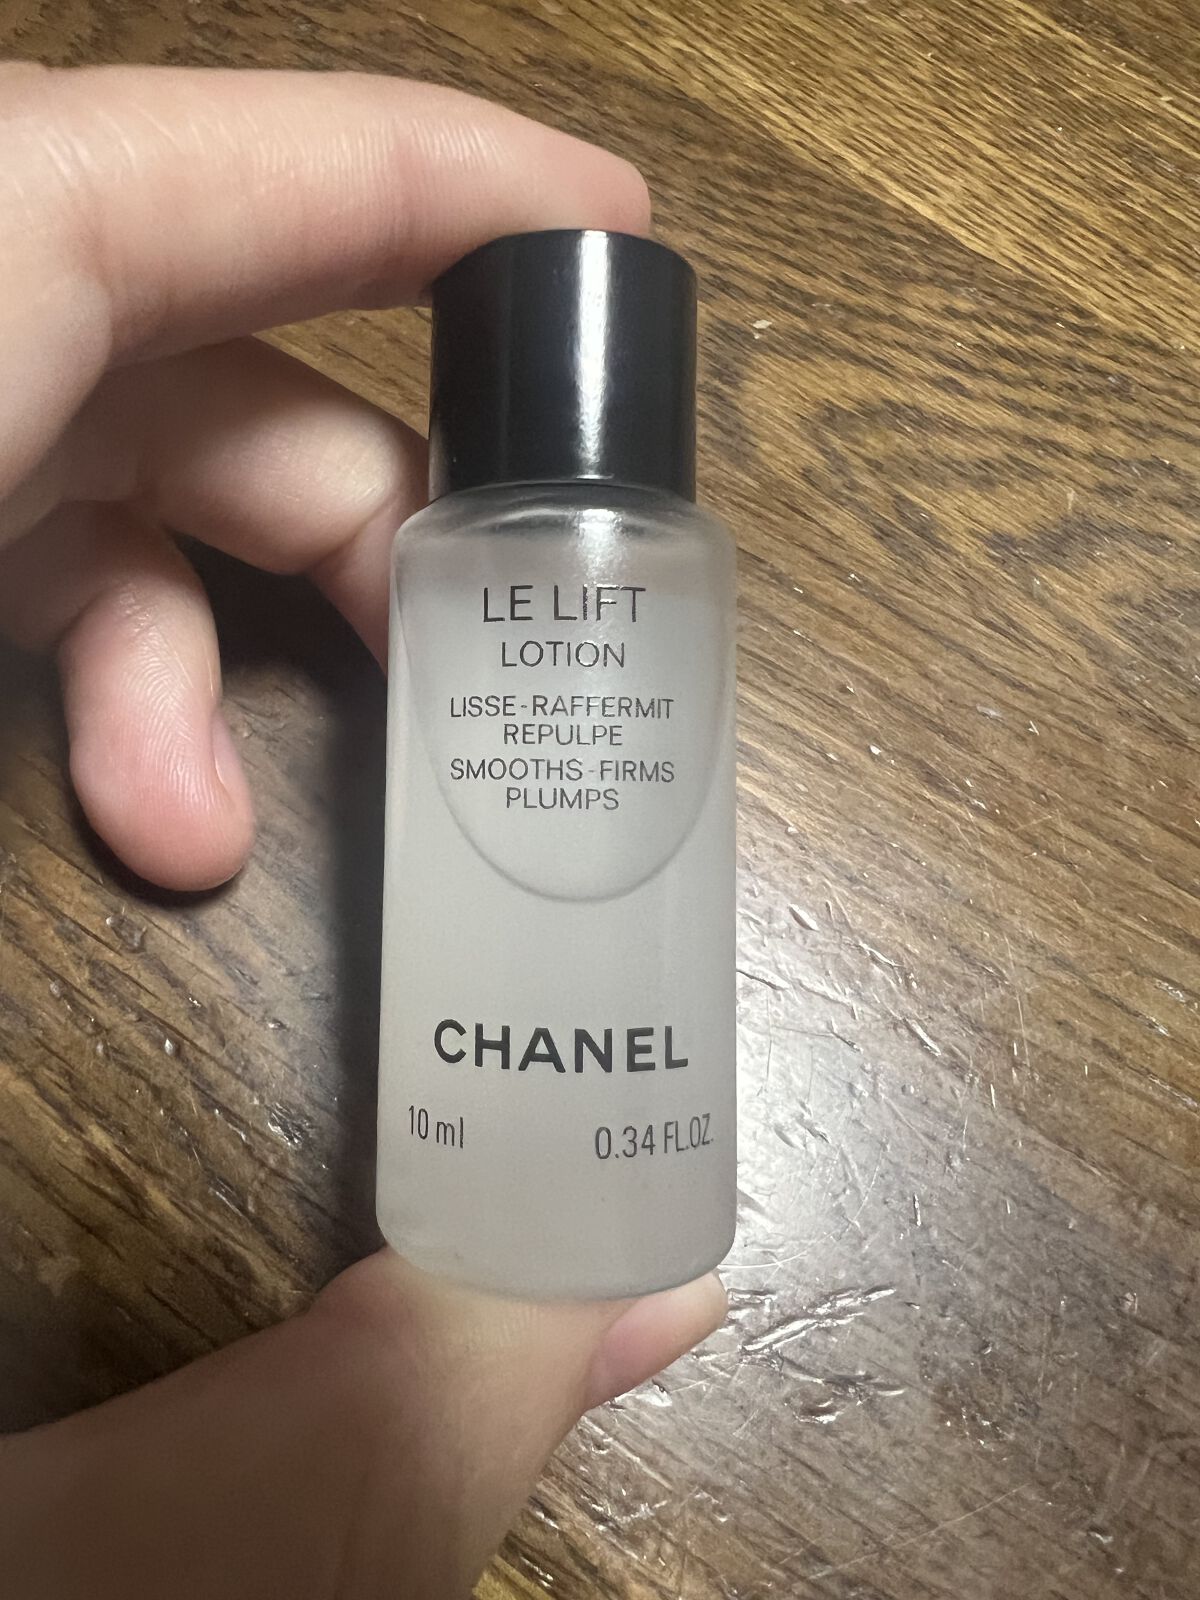 LE LIFT
LOTION
LISSE-RAFFERMIT
REPULPE
SMOOTHS-FIRMS
PLUMPS
CHANEL
10 ml 0.34 FL.OZ.